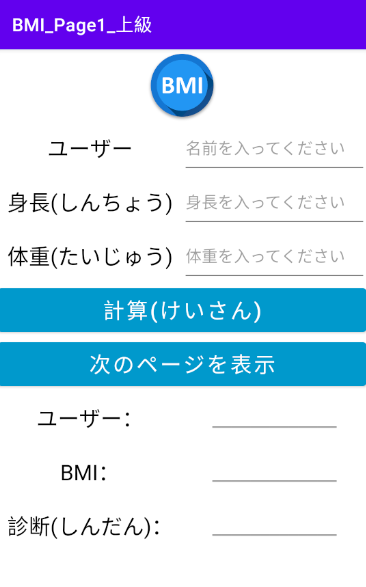 BMI_Page1_上級
BMI
ユーザー 名前を入ってください
身長(しんちょう) 身長を入ってください
体重(たいじゅう) 体重を入ってください
計算(けいさん)
次のページを表示
ユーザー：
BMI：
診断(しんだん)：